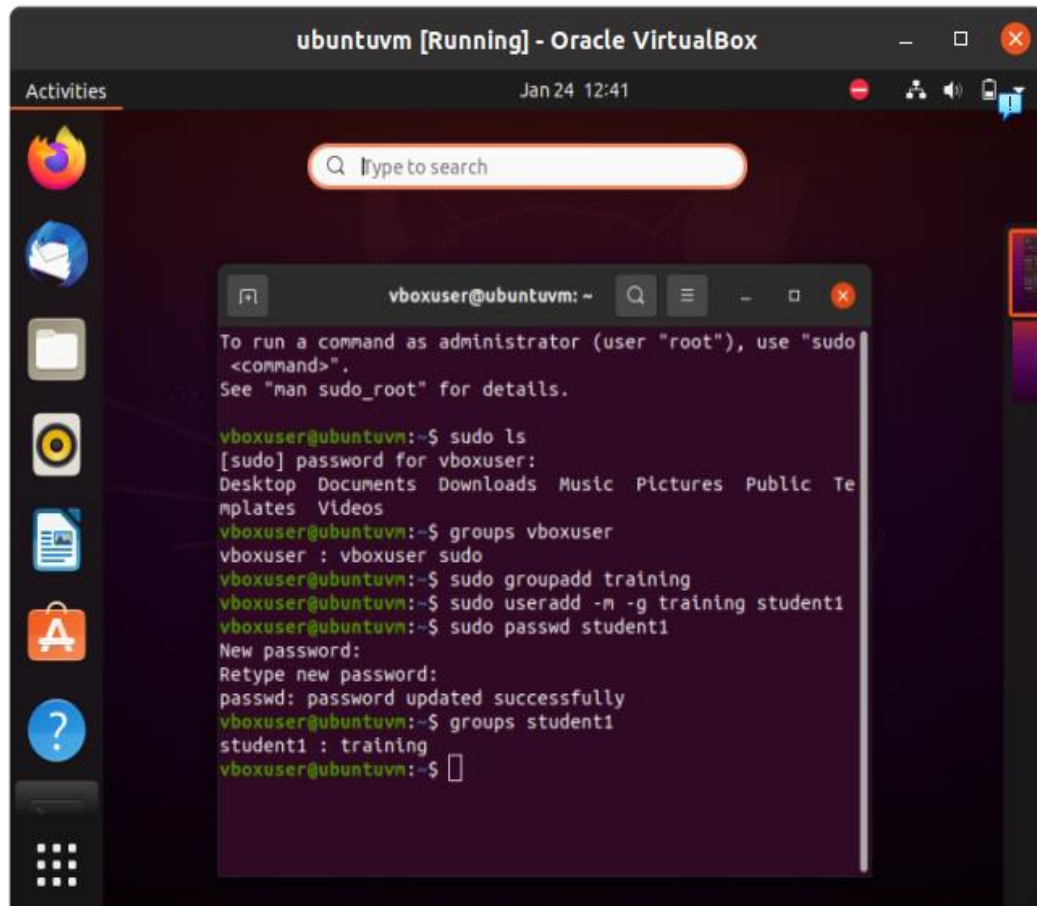 ubuntuvm [Running] - Oracle VirtualBox
Activities
Jan 24 12:41
Type to search
vboxuser@ubuntuvm: ~
To run a command as administrator (user "root"), use "sudo
 <command>".
See "man sudo_root" for details.
vboxuser@ubuntuvm:~$ sudo ls
[sudo] password for vboxuser:
Desktop  Documents  Downloads  Music  Pictures  Public  Te
mplates  Videos
vboxuser@ubuntuvm:~$ groups vboxuser
vboxuser : vboxuser sudo
vboxuser@ubuntuvm:~$ sudo groupadd training
vboxuser@ubuntuvm:~$ sudo useradd -m -g training student1
vboxuser@ubuntuvm:~$ sudo passwd student1
New password:
Retype new password:
passwd: password updated successfully
vboxuser@ubuntuvm:~$ groups student1
student1 : training
vboxuser@ubuntuvm:~$